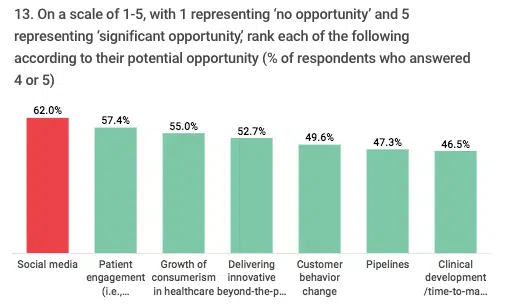 13. On a scale of 1-5, with 1 representing ‘no opportunity’ and 5
representing ‘significant opportunity’, rank each of the following
according to their potential opportunity (% of respondents who answered
4 or 5)
62.0%
57.4%
55.0%
52.7%
49.6%
47.3%
46.5%
Social media
Patient
engagement
(i.e.,...
Growth of
consumerism
in healthcare
Delivering
innovative
beyond-the-p...
Customer
behavior
change
Pipelines
Clinical
development
/time-to-ma...